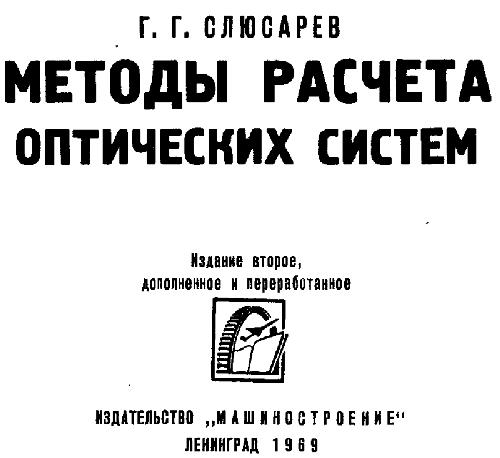 Г. Г. СЛЮСАРЕВ
МЕТОДЫ РАСЧЕТА
ОПТИЧЕСКИХ СИСТЕМ
Издание второе,
дополненное и переработанное
ИЗДАТЕЛЬСТВО „МАШИНОСТРОЕНИЕ“
ЛЕНИНГРАД 1969